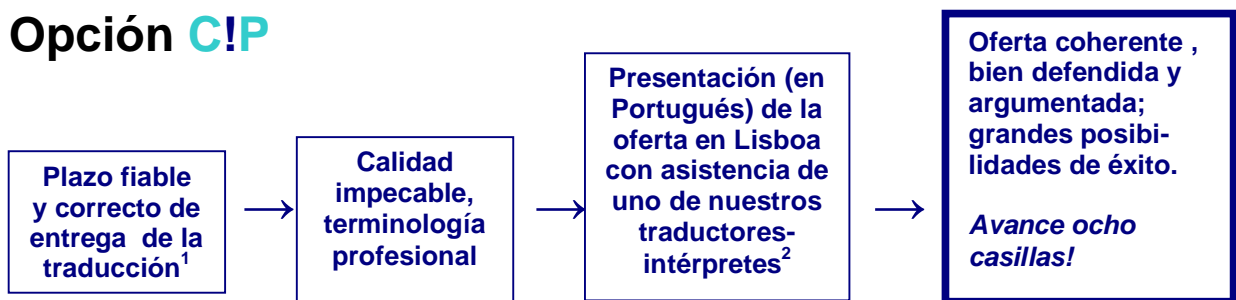 Opción C!P
Plazo fiable
y correcto de
entrega de la
traducción¹
Calidad
impecable,
terminología
profesional
Presentación (en
Portugués) de la
oferta en Lisboa
con asistencia de
uno de nuestros
traductores-
intérpretes²
Oferta coherente ,
bien defendida y
argumentada;
grandes posibi-
lidades de éxito.
Avance ocho
casillas!